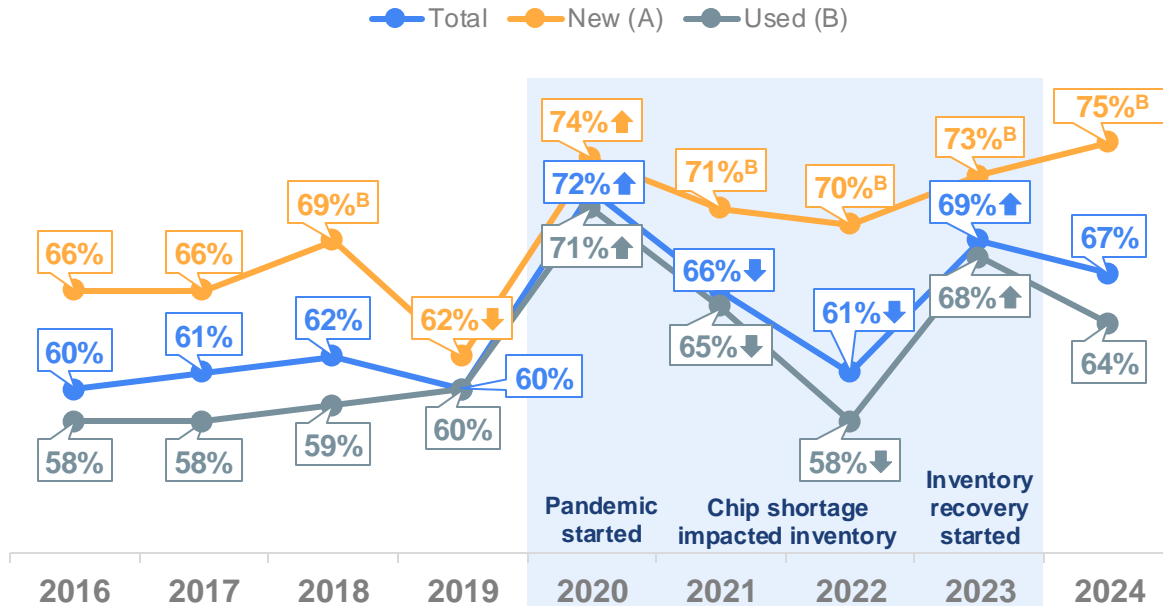 Total New (A) Used (B)
75%ᴮ
74%⬆
73%ᴮ
71%ᴮ
70%ᴮ
72%⬆
69%ᴮ
69%⬆
66%
66%
71%⬆
67%
66%⬇
68%⬆
62%
62%⬇
61%⬇
61%
60%
65%⬇
64%
60%
60%
59%
58%
58%
58%⬇
Pandemic
started
Chip shortage
impacted inventory
Inventory
recovery
started
2016 2017 2018 2019 2020 2021 2022 2023 2024